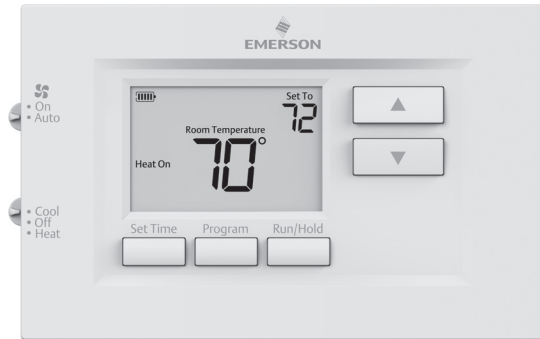 EMERSON
On
Auto
Cool
Off
Heat
Set To
72
Room Temperature
70°
Heat On
Set Time Program Run/Hold